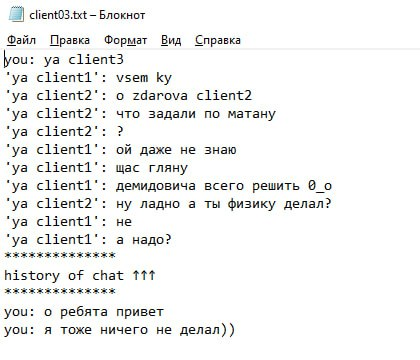 client03.txt – Блокнот
Файл Правка Формат Вид Справка
you: ya client3
'ya client1': vsem ky
'ya client2': o zdarova client2
'ya client2': что задали по матану
'ya client2': ?
'ya client1': ой даже не знаю
'ya client1': щас гляну
'ya client1': демидовича всего решить 0_о
'ya client2': ну ладно а ты физику делал?
'ya client1': не
'ya client1': а надо?
**************
history of chat ↑↑↑
**************
you: о ребята привет
you: я тоже ничего не делал))